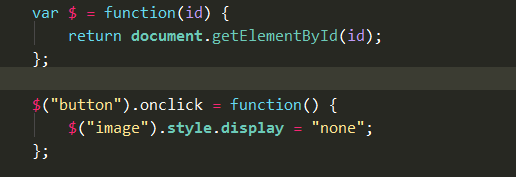 var $ = function(id) {
    return document.getElementById(id);
};

$("button").onclick = function() {
    $("image").style.display = "none";
};